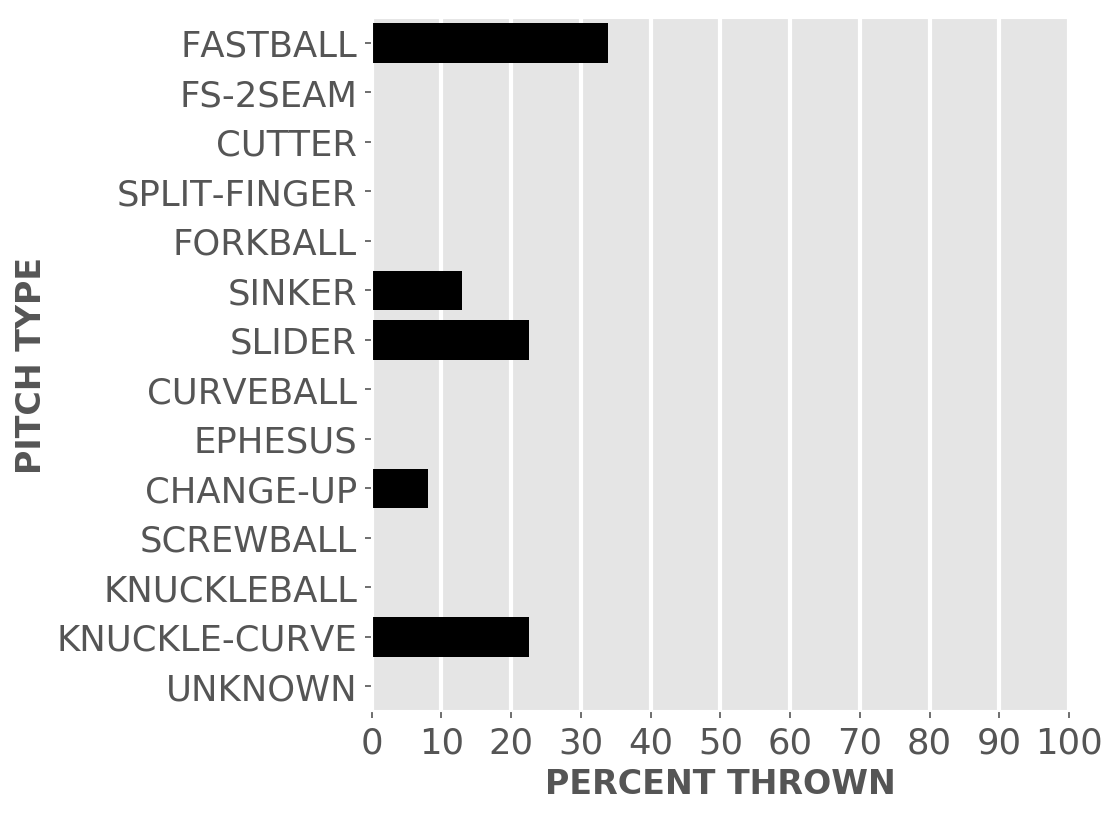 FASTBALL
FS-2SEAM
CUTTER
SPLIT-FINGER
FORKBALL
SINKER
SLIDER
CURVEBALL
EPHESUS
CHANGE-UP
SCREWBALL
KNUCKLEBALL
KNUCKLE-CURVE
UNKNOWN
PITCH TYPE
0 10 20 30 40 50 60 70 80 90 100
PERCENT THROWN